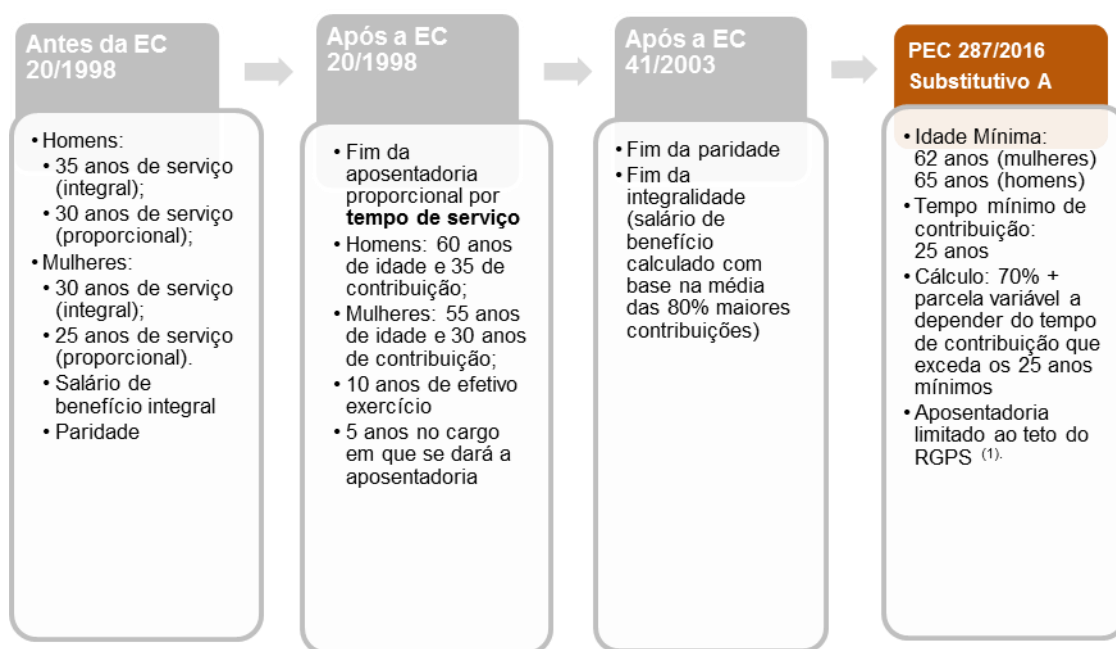 Antes da EC
20/1998
• Homens:
• 35 anos de serviço
(integral);
• 30 anos de serviço
(proporcional);
• Mulheres:
• 30 anos de serviço
(integral);
• 25 anos de serviço
(proporcional).
• Salário de
benefício integral
• Paridade
Após a EC
20/1998
• Fim da
aposentadoria
proporcional por
tempo de serviço
• Homens: 60 anos
de idade e 35 de
contribuição;
• Mulheres: 55 anos
de idade e 30 anos
de contribuição;
• 10 anos de efetivo
exercício
• 5 anos no cargo
em que se dará a
aposentadoria
Após a EC
41/2003
• Fim da paridade
• Fim da
integralidade
(salário de
benefício
calculado com
base na média
das 80% maiores
contribuições)
PEC 287/2016
Substitutivo A
• Idade Mínima:
62 anos (mulheres)
65 anos (homens)
• Tempo mínimo de
contribuição:
25 anos
• Cálculo: 70% +
parcela variável a
depender do tempo
de contribuição que
exceda os 25 anos
mínimos
• Aposentadoria
limitado ao teto do
RGPS (1).